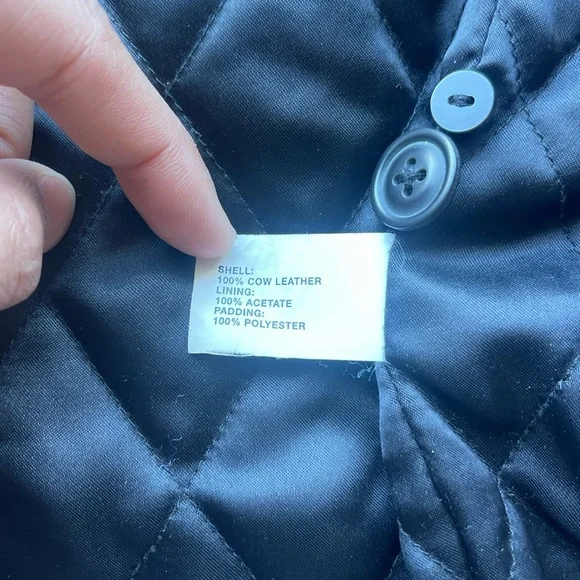 SHELL:
100% COW LEATHER
LINING:
100% ACETATE
PADDING:
100% POLYESTER